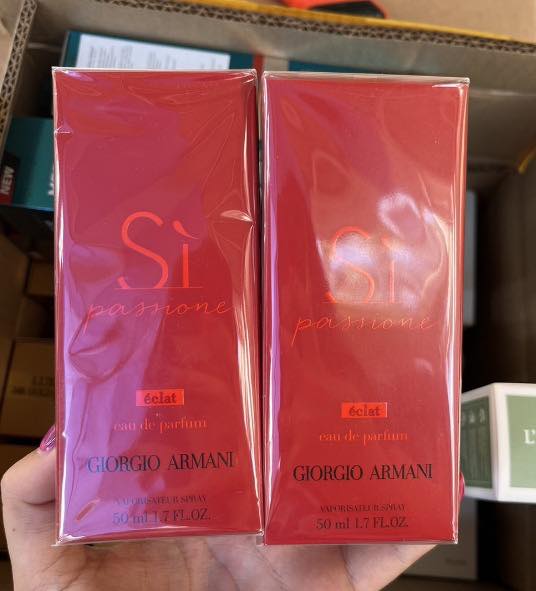 NEW
Sì
passione
éclat
eau de parfum
GIORGIO ARMANI
VAPORISATEUR SPRAY
50 ml 1.7 FL.OZ.
Sì
passione
éclat
eau de parfum
GIORGIO ARMANI
VAPORISATEUR SPRAY
50 ml 1.7 FL.OZ.